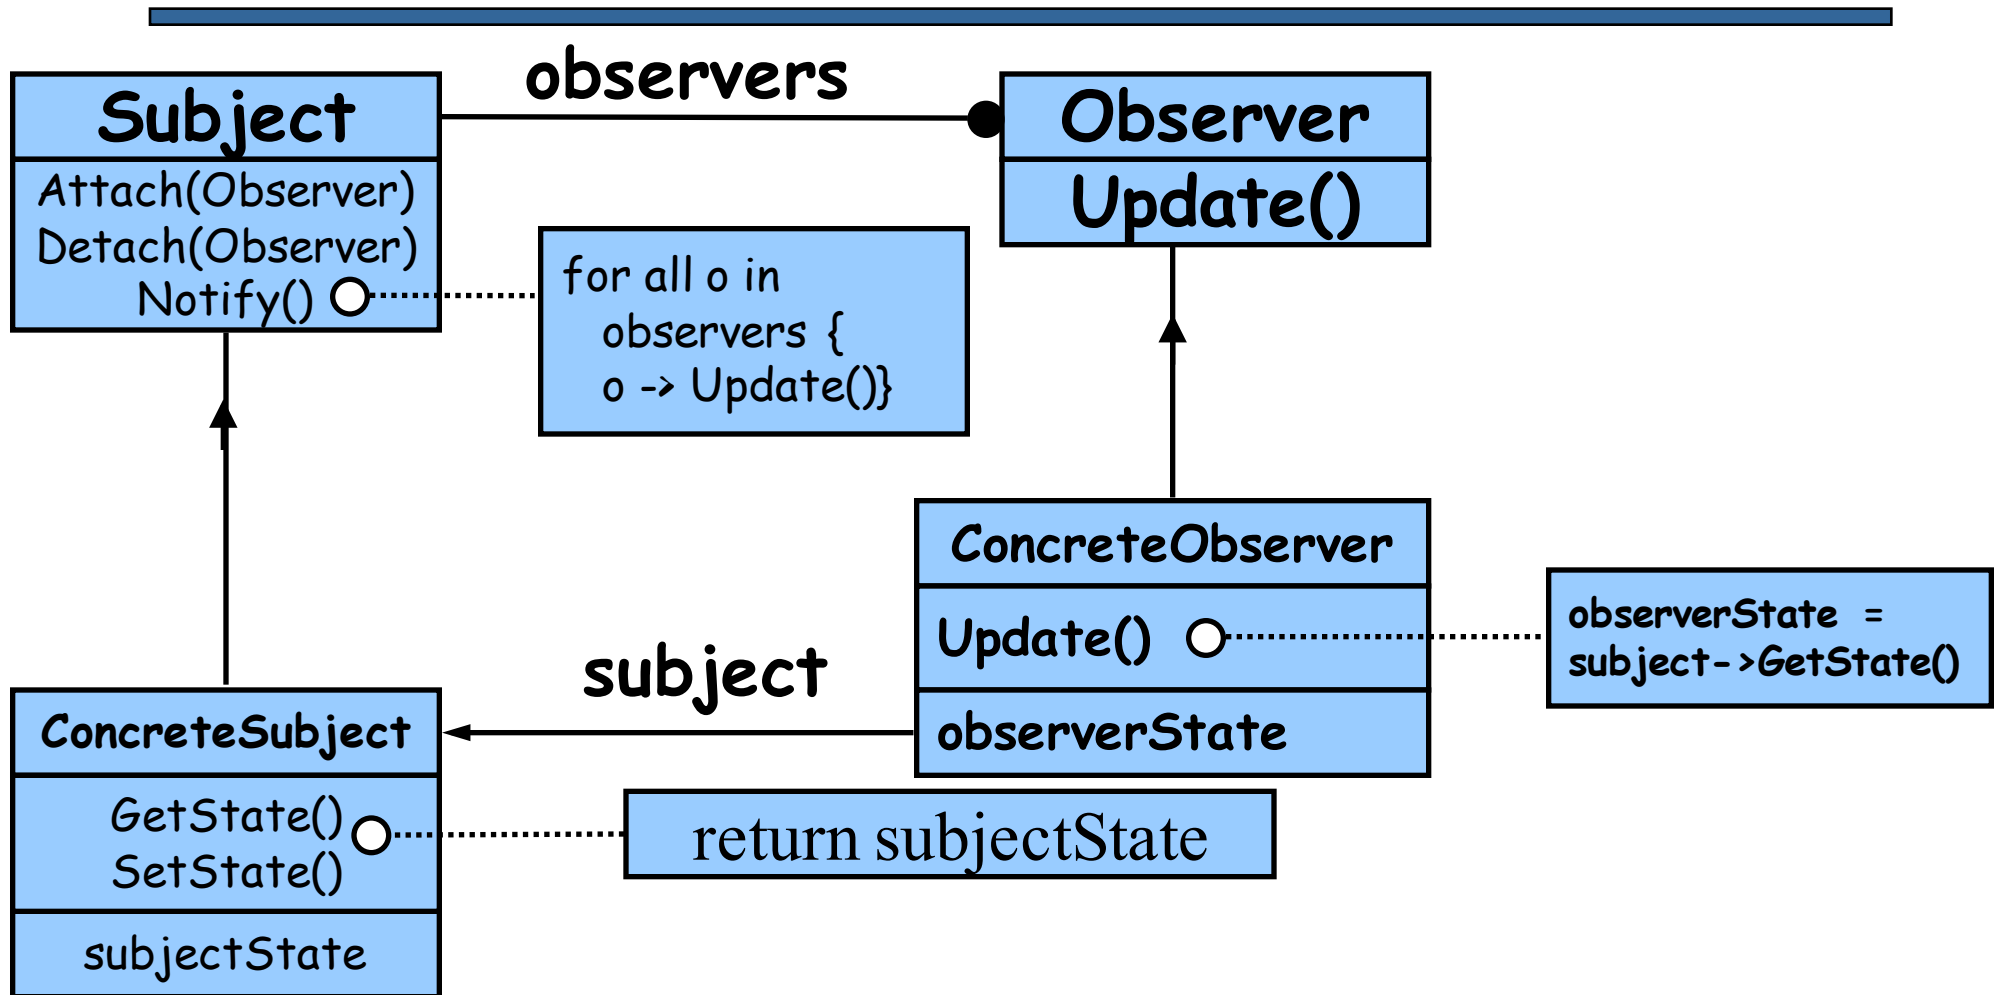 observers
Subject
Attach(Observer)
Detach(Observer)
Notify()
Observer
Update()
for all o in
observers {
o -> Update()}
ConcreteObserver
Update()
observerState
observerState =
subject->GetState()
subject
ConcreteSubject
GetState()
SetState()
subjectState
return subjectState